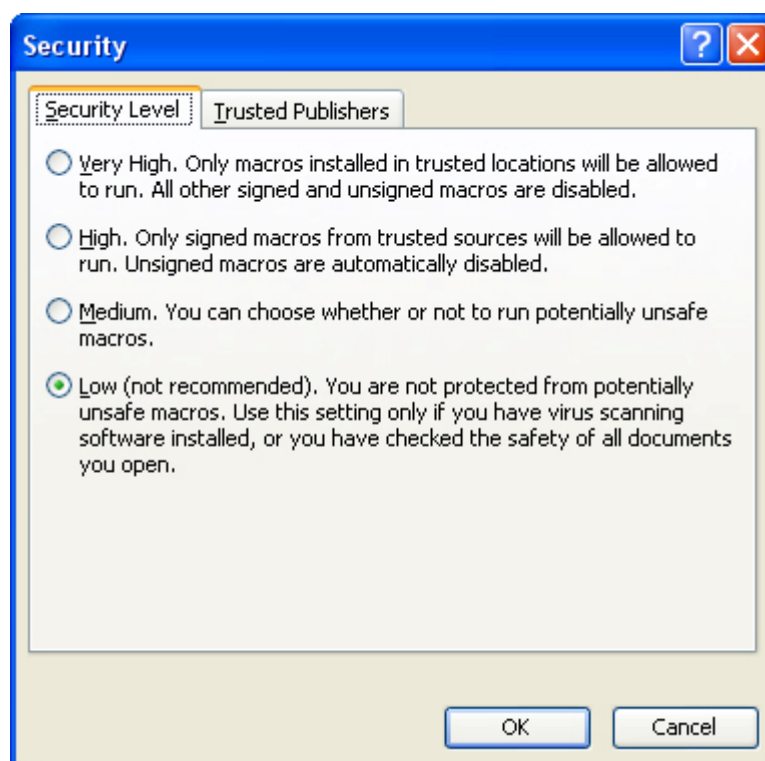 Security
Security Level Trusted Publishers
Very High. Only macros installed in trusted locations will be allowed
to run. All other signed and unsigned macros are disabled.
High. Only signed macros from trusted sources will be allowed to
run. Unsigned macros are automatically disabled.
Medium. You can choose whether or not to run potentially unsafe
macros.
Low (not recommended). You are not protected from potentially
unsafe macros. Use this setting only if you have virus scanning
software installed, or you have checked the safety of all documents
you open.
OK Cancel